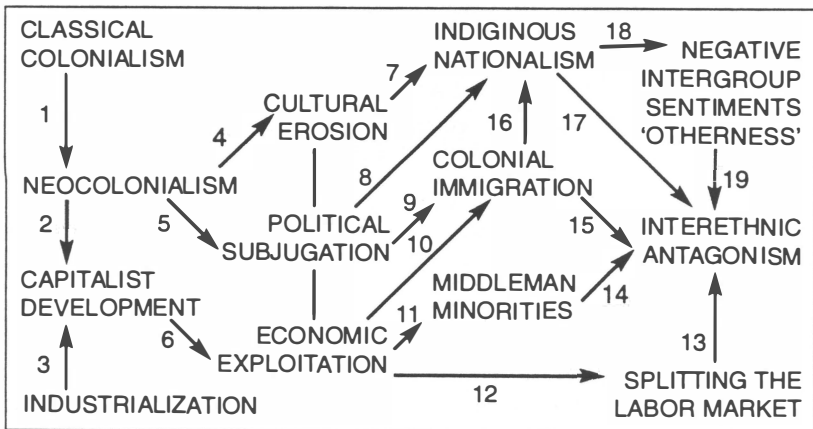 CLASSICAL
COLONIALISM
1
NEOCOLONIALISM
2
CAPITALIST
DEVELOPMENT
3
INDUSTRIALIZATION
4
5
6
CULTURAL
EROSION
POLITICAL
SUBJUGATION
ECONOMIC
EXPLOITATION
7
8
9
10
11
12
INDIGINOUS
NATIONALISM
16
COLONIAL
IMMIGRATION
MIDDLEMAN
MINORITIES
18
17
15
14
NEGATIVE
INTERGROUP
SENTIMENTS
'OTHERNESS'
19
INTERETHNIC
ANTAGONISM
13
SPLITTING THE
LABOR MARKET